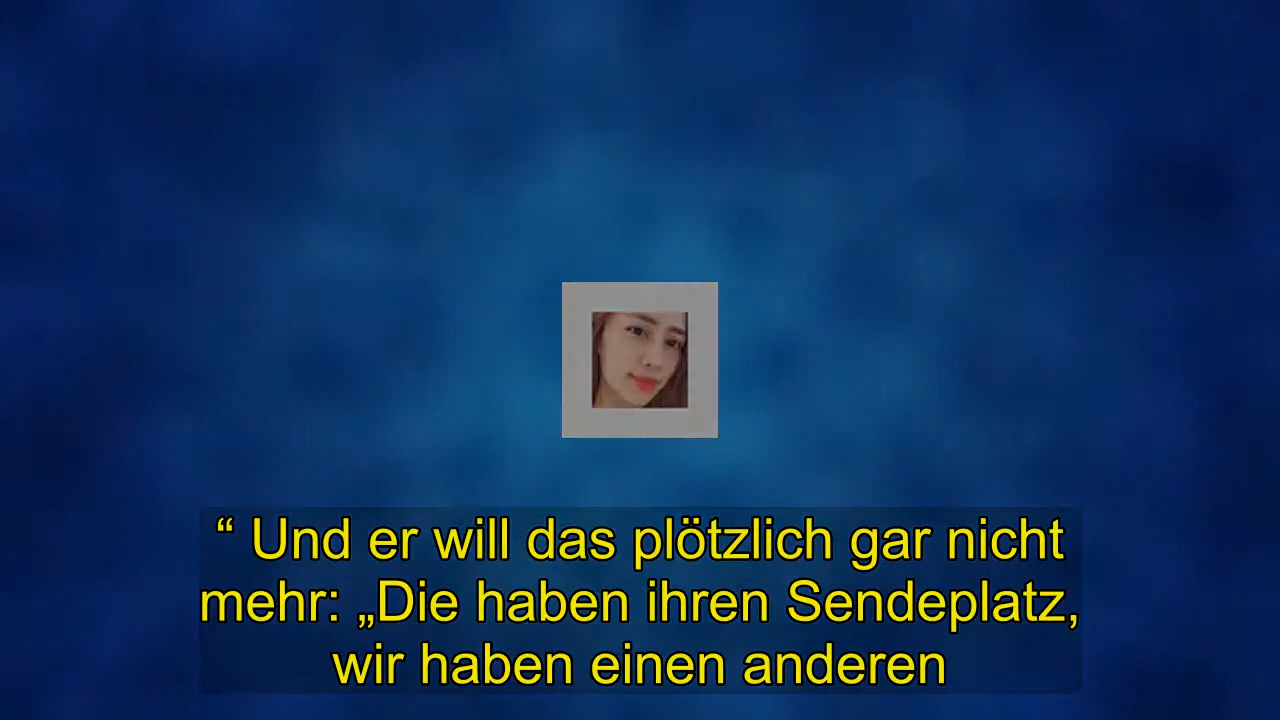 “ Und er will das plötzlich gar nicht
mehr: „Die haben ihren Sendeplatz,
wir haben einen anderen